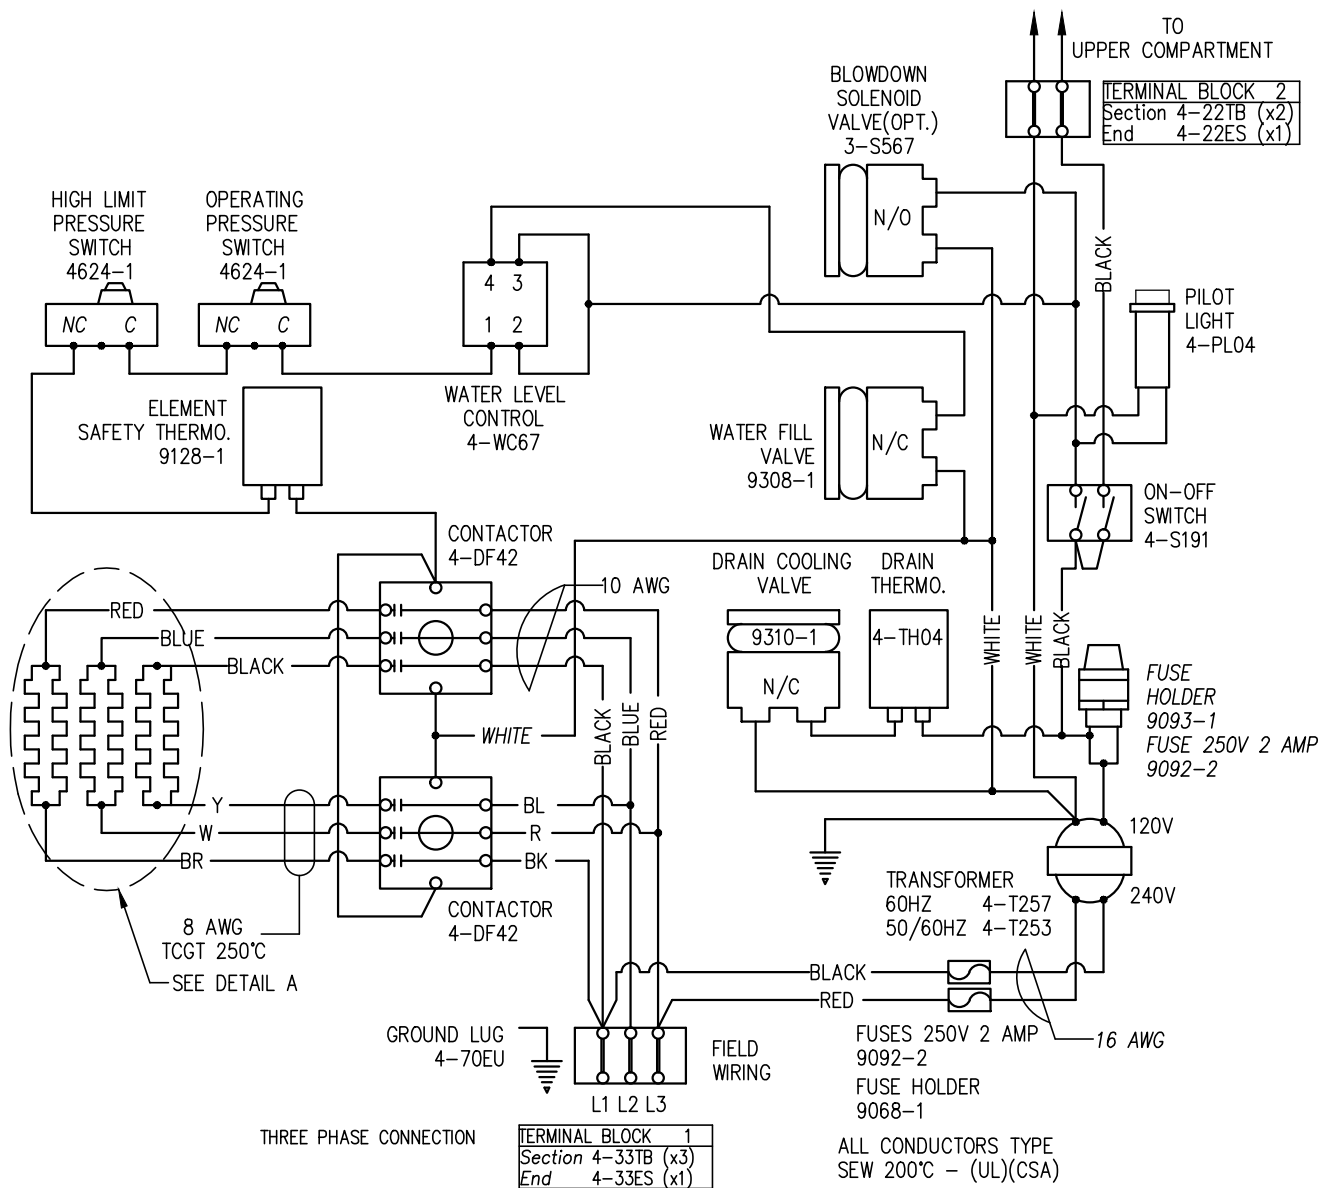 TO
UPPER COMPARTMENT
TERMINAL BLOCK 2
Section 4-22TB (x2)
End 4-22ES (x1)
BLOWDOWN
SOLENOID
VALVE(OPT.)
3-S567
N/O
HIGH LIMIT
PRESSURE
SWITCH
4624-1
NC C
OPERATING
PRESSURE
SWITCH
4624-1
NC C
4 3
1 2
WATER LEVEL
CONTROL
4-WC67
BLACK
PILOT
LIGHT
4-PL04
ELEMENT
SAFETY THERMO.
9128-1
WATER FILL
VALVE
9308-1
N/C
ON-OFF
SWITCH
4-S191
CONTACTOR
4-DF42
10 AWG
DRAIN COOLING
VALVE
9310-1
N/C
DRAIN
THERMO.
4-TH04
WHITE
WHITE
BLACK
RED
BLUE
BLACK
FUSE
HOLDER
9093-1
FUSE 250V 2 AMP
9092-2
WHITE
BLACK
BLUE
RED
Y
W
BR
BL
R
BK
120V
240V
TRANSFORMER
60HZ 4-T257
50/60HZ 4-T253
CONTACTOR
4-DF42
8 AWG
TCGT 250°C
SEE DETAIL A
BLACK
RED
16 AWG
FUSES 250V 2 AMP
9092-2
FUSE HOLDER
9068-1
GROUND LUG
4-70EU
FIELD
WIRING
L1 L2 L3
THREE PHASE CONNECTION
TERMINAL BLOCK 1
Section 4-33TB (x3)
End 4-33ES (x1)
ALL CONDUCTORS TYPE
SEW 200°C - (UL)(CSA)